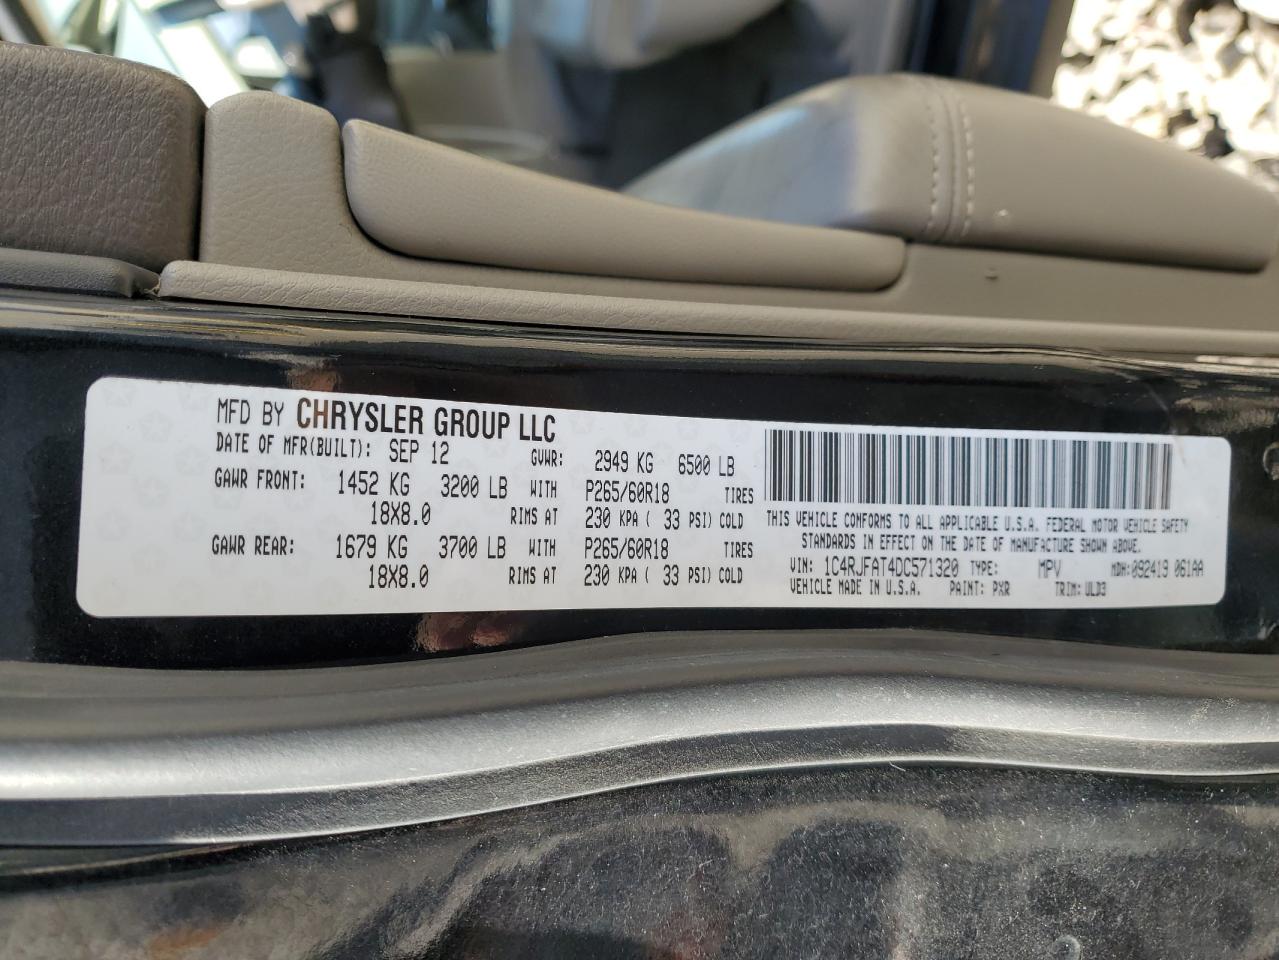 MFD BY CHRYSLER GROUP LLC
DATE OF MFR(BUILT): SEP 12 GVWR: 2949 KG 6500 LB
GAWR FRONT: 1452 KG 3200 LB WITH P265/60R18 TIRES
18X8.0 RIMS AT 230 KPA ( 33 PSI) COLD
GAWR REAR: 1679 KG 3700 LB WITH P265/60R18 TIRES
18X8.0 RIMS AT 230 KPA ( 33 PSI) COLD
THIS VEHICLE CONFORMS TO ALL APPLICABLE U.S.A. FEDERAL MOTOR VEHICLE SAFETY
STANDARDS IN EFFECT ON THE DATE OF MANUFACTURE SHOWN ABOVE.
VIN: 1C4RJFAT4DC571320 TYPE: MPV MDH:092419 061AA
VEHICLE MADE IN U.S.A. PAINT: PXR TRIM: ULD3